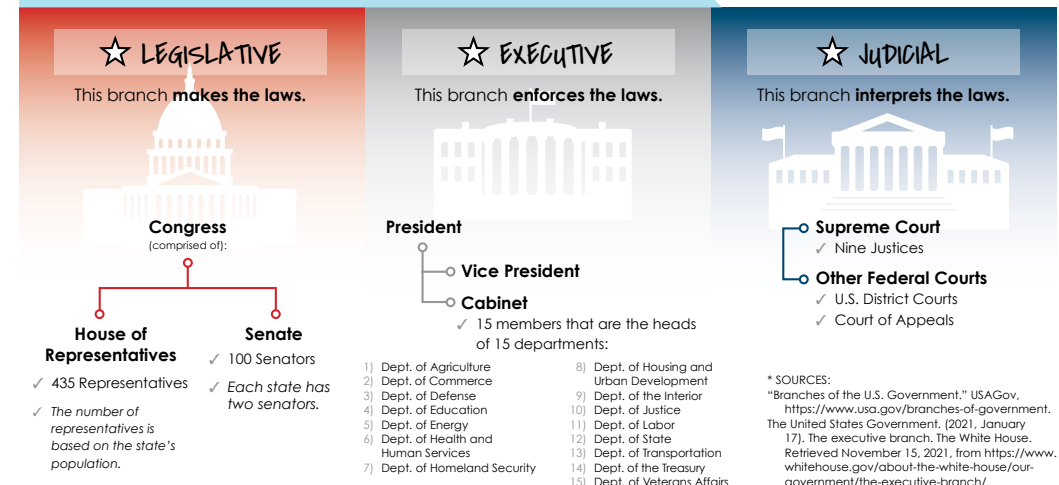 LEGISLATIVE
This branch makes the laws.
Congress
(comprised of):
House of
Representatives
✓ 435 Representatives
✓ The number of
representatives is
based on the state's
population.
Senate
✓ 100 Senators
✓ Each state has
two senators.
EXECUTIVE
This branch enforces the laws.
President
Vice President
Cabinet
✓ 15 members that are the heads
of 15 departments:
1) Dept. of Agriculture
2) Dept. of Commerce
3) Dept. of Defense
4) Dept. of Education
5) Dept. of Energy
6) Dept. of Health and
Human Services
7) Dept. of Homeland Security
8) Dept. of Housing and
Urban Development
9) Dept. of the Interior
10) Dept. of Justice
11) Dept. of Labor
12) Dept. of State
13) Dept. of Transportation
14) Dept. of the Treasury
15) Dept. of Veterans Affairs
JUDICIAL
This branch interprets the laws.
Supreme Court
✓ Nine Justices
Other Federal Courts
✓ U.S. District Courts
✓ Court of Appeals
* SOURCES:
“Branches of the U.S. Government.” USAGov,
https://www.usa.gov/branches-of-government.
The United States Government. (2021, January
17). The executive branch. The White House.
Retrieved November 15, 2021, from https://www.
whitehouse.gov/about-the-white-house/our-
government/the-executive-branch/.